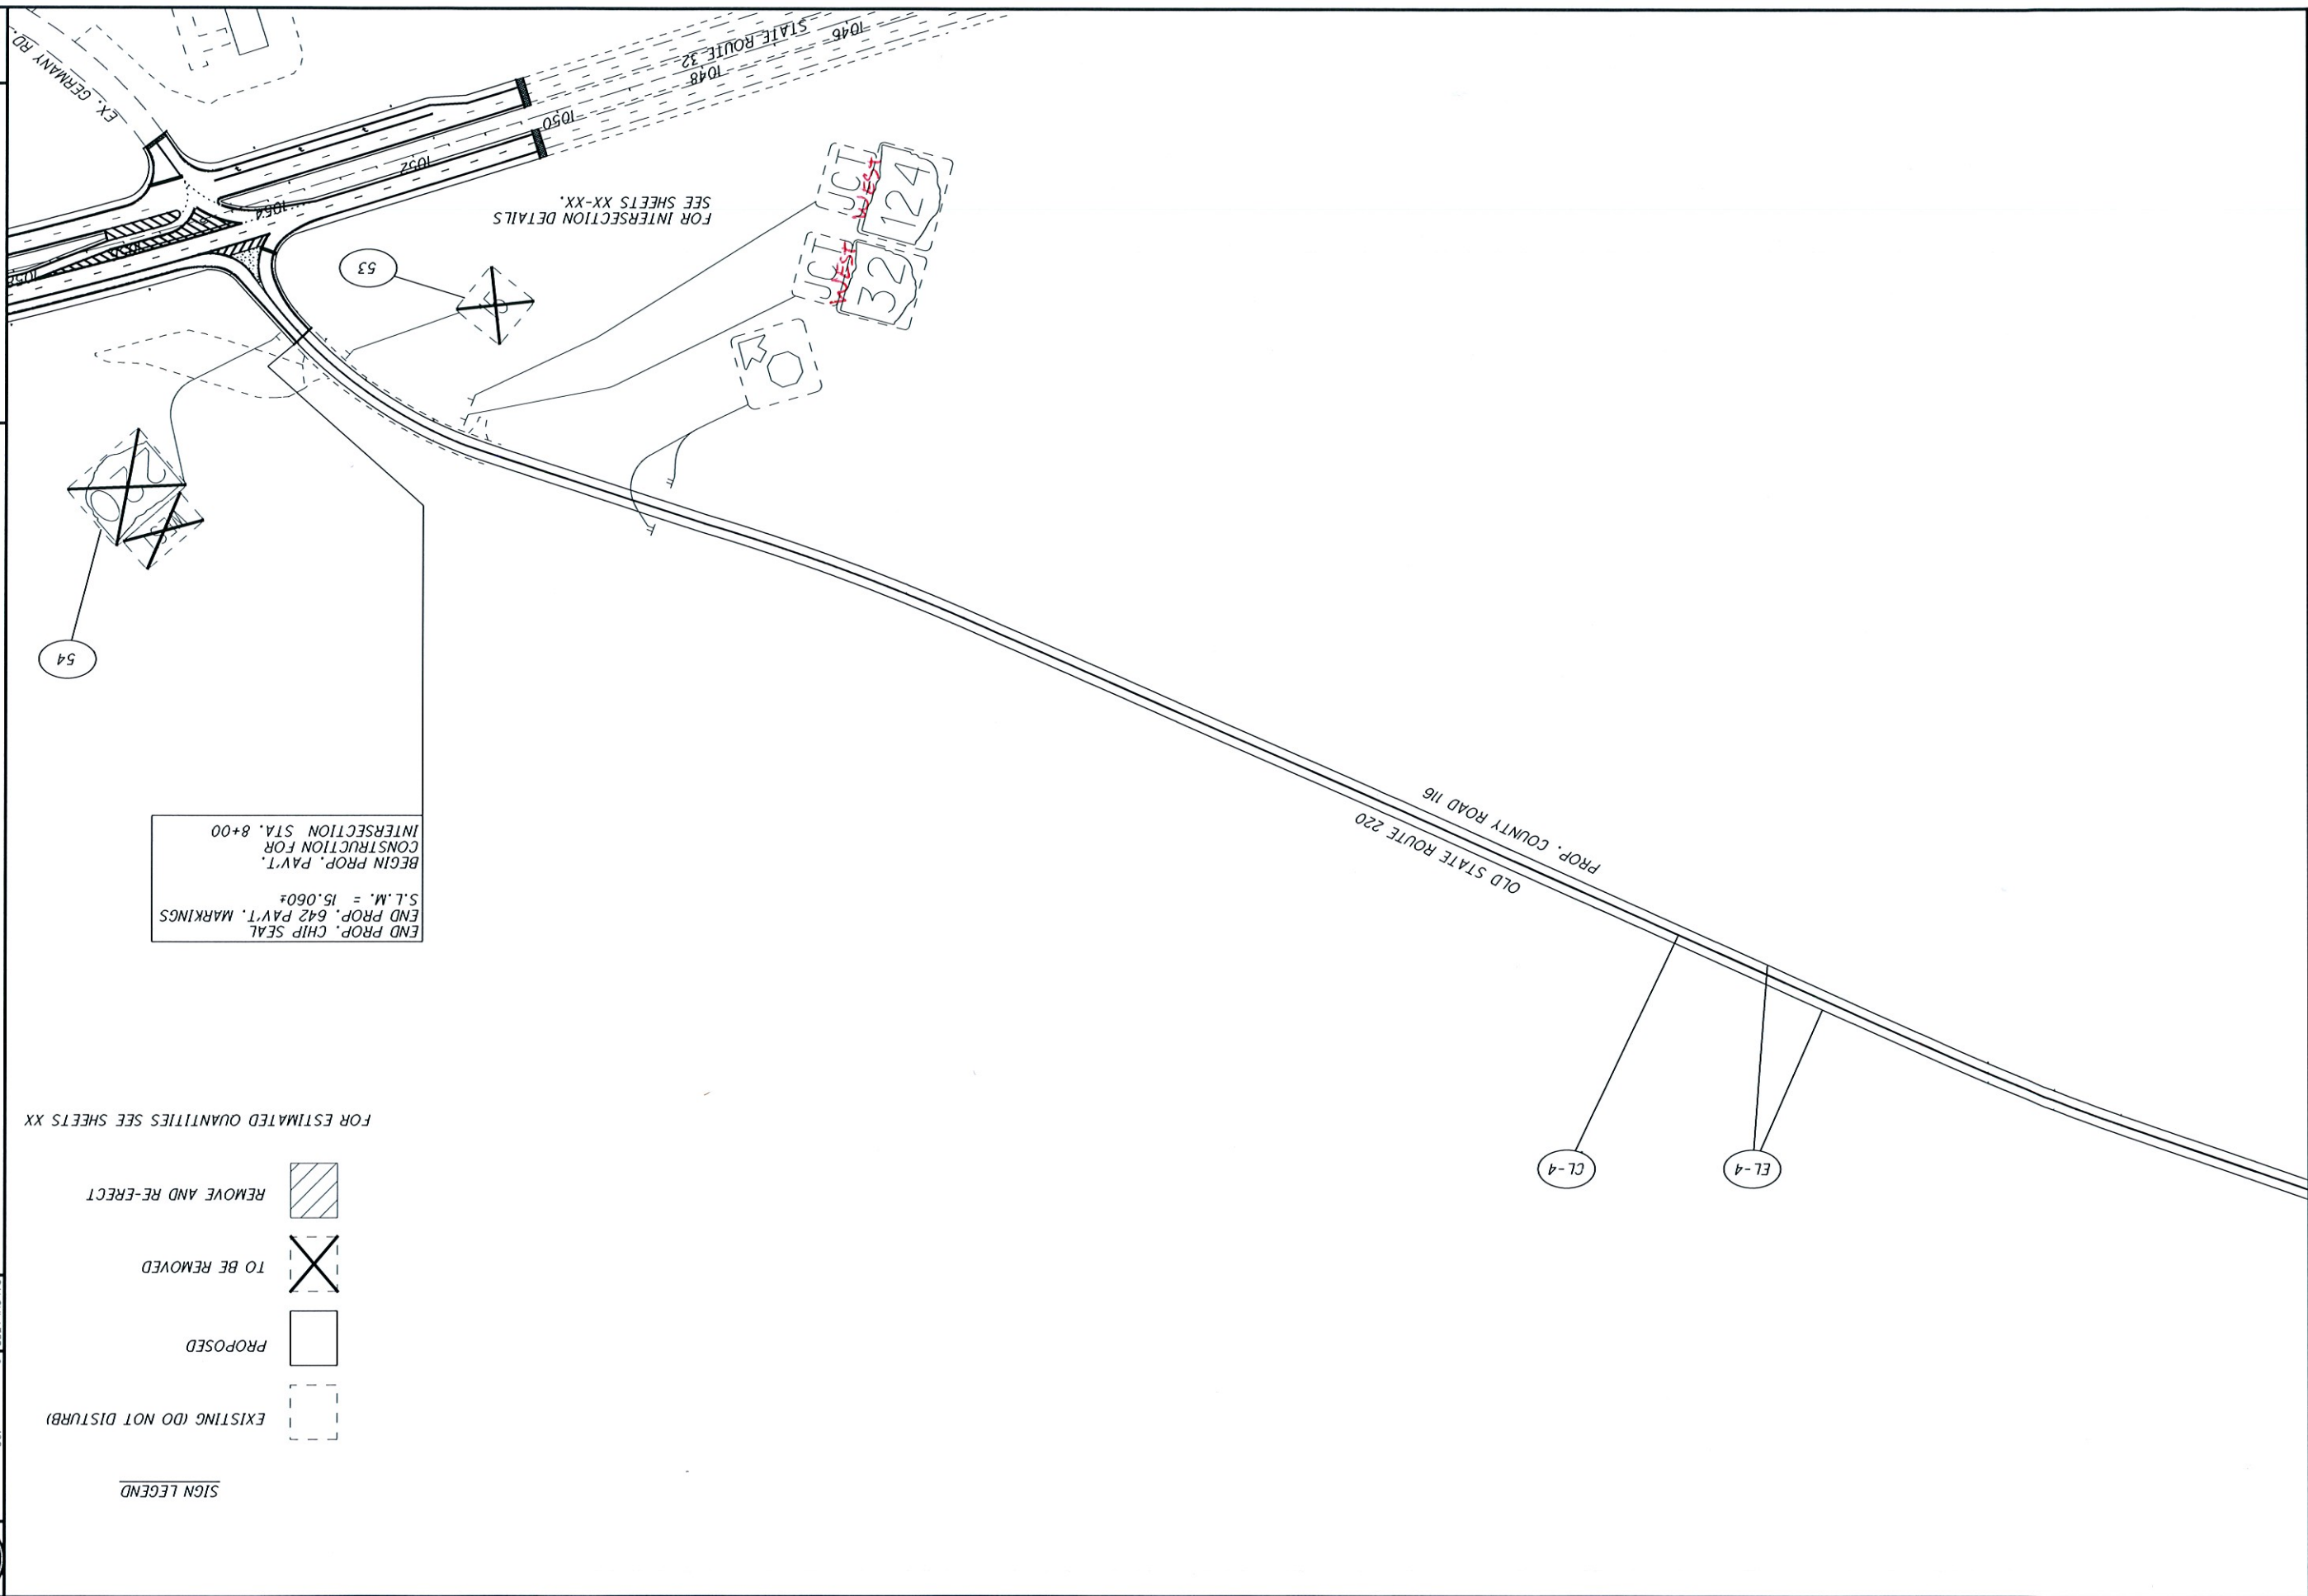 SIGN LEGEND
EXISTING (DO NOT DISTURB)
PROPOSED
TO BE REMOVED
REMOVE AND RE-ERECT
FOR ESTIMATED QUANTITIES SEE SHEETS XX
EL-4
CL-4
END PROP. CHIP SEAL
END PROP. 642 PAV'T. MARKINGS
S.L.M. = 15.060±
BEGIN PROP. PAV'T.
CONSTRUCTION FOR
INTERSECTION STA. 8+00
OLD STATE ROUTE 220
PROP. COUNTY ROAD 116
54
53
JCT
WEST
32
JCT
WEST
124
FOR INTERSECTION DETAILS
SEE SHEETS XX-XX.
1054
1052
1050
1048
1046
STATE ROUTE 32
EX. GERMANY RD.